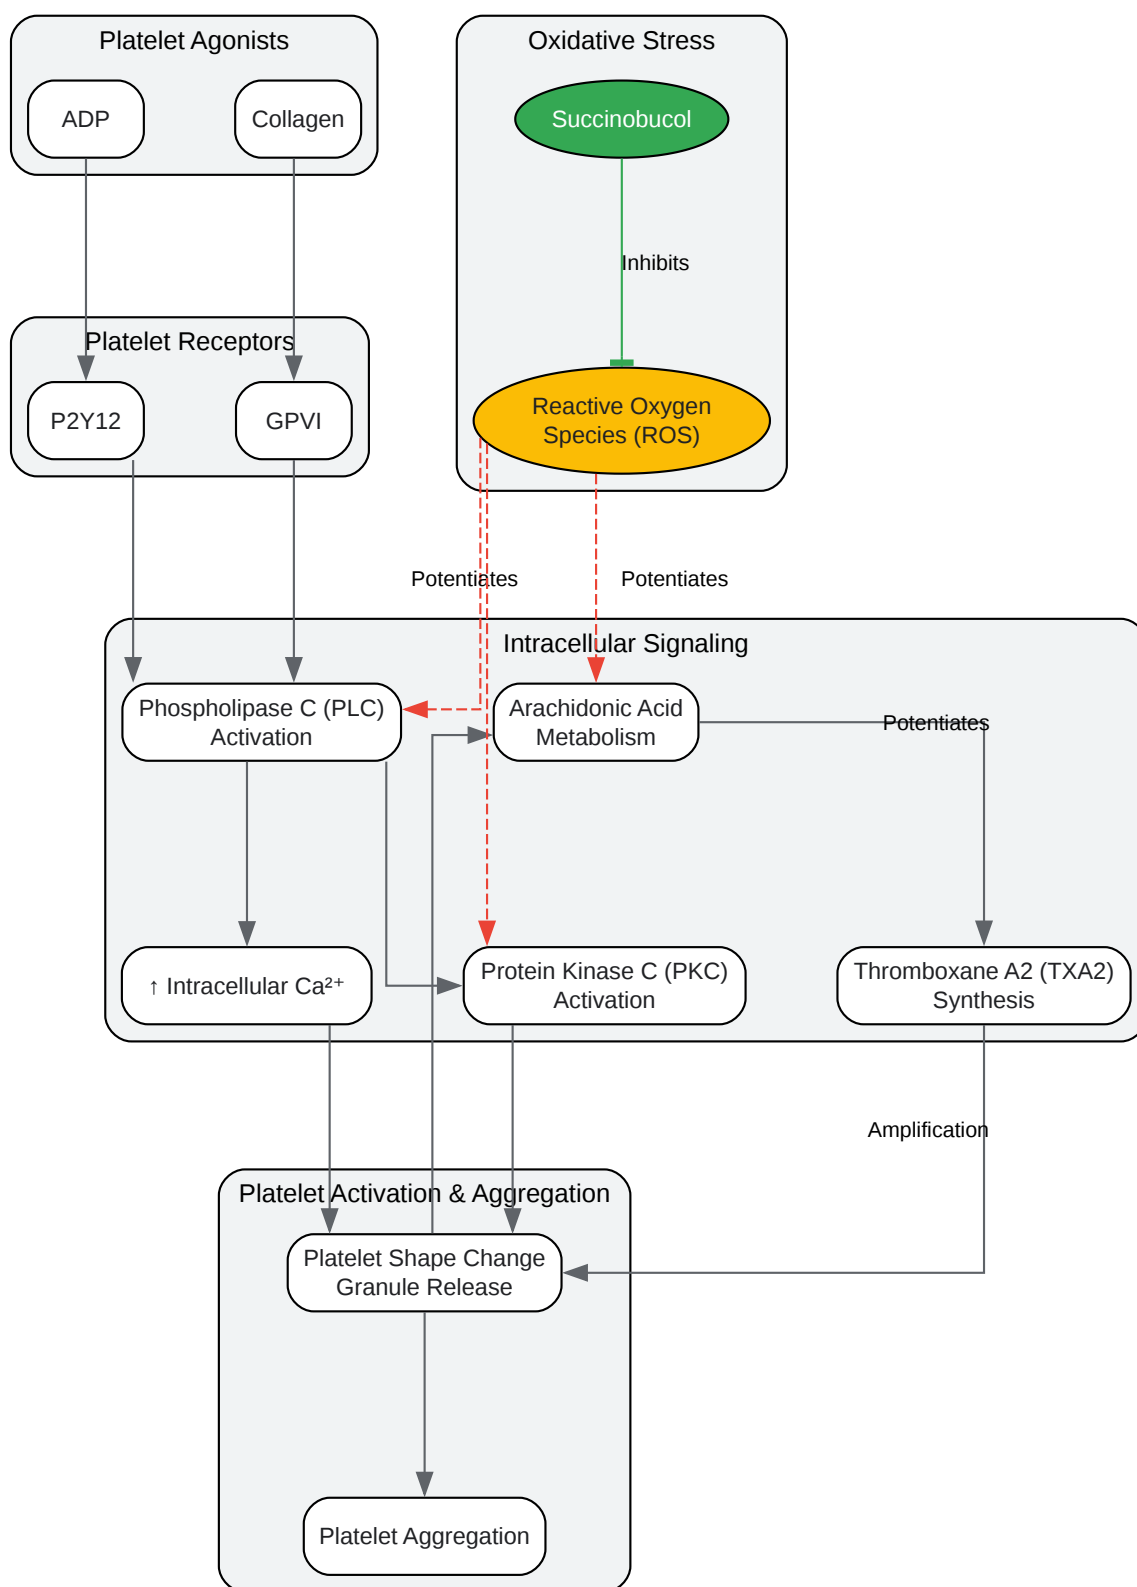 Platelet Agonists
Oxidative Stress
ADP
Collagen
Succinobucol
Inhibits
Platelet Receptors
P2Y12
GPVI
Reactive Oxygen
Species (ROS)
Potentiates
Potentiates
Intracellular Signaling
Phospholipase C (PLC)
Activation
Arachidonic Acid
Metabolism
Potentiates
↑ Intracellular Ca²⁺
Protein Kinase C (PKC)
Activation
Thromboxane A2 (TXA2)
Synthesis
Amplification
Platelet Activation & Aggregation
Platelet Shape Change
Granule Release
Platelet Aggregation